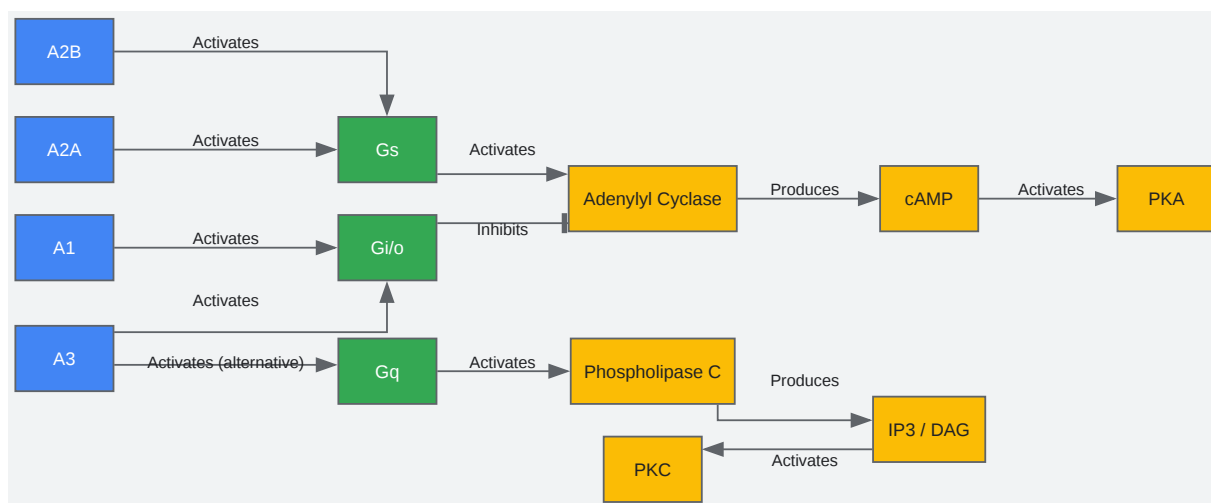 A2B
Activates
A2A
Activates
Gs
Activates
Adenylyl Cyclase
Produces
cAMP
Activates
PKA
A1
Activates
Gi/o
Inhibits
Activates
A3
Activates (alternative)
Gq
Activates
Phospholipase C
Produces
IP3 / DAG
Activates
PKC